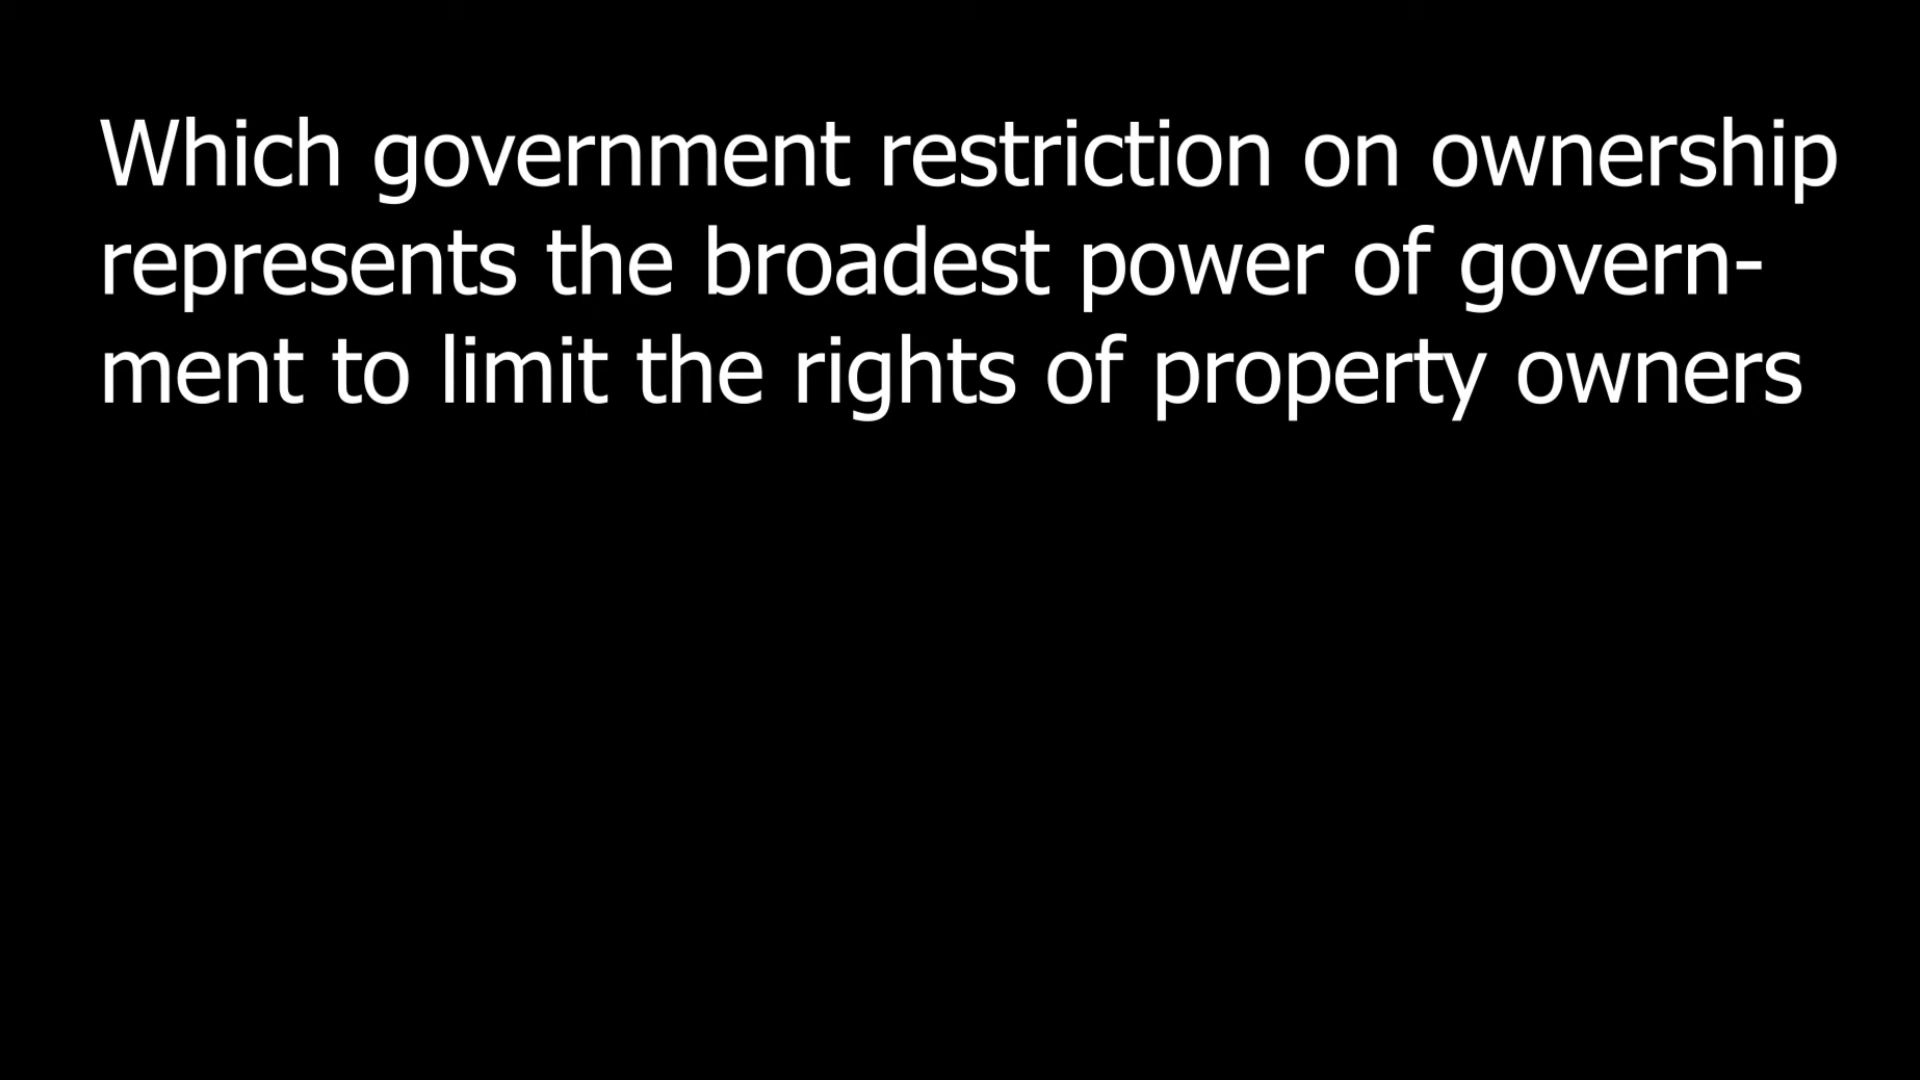 Which government restriction on ownership
represents the broadest power of govern-
ment to limit the rights of property owners